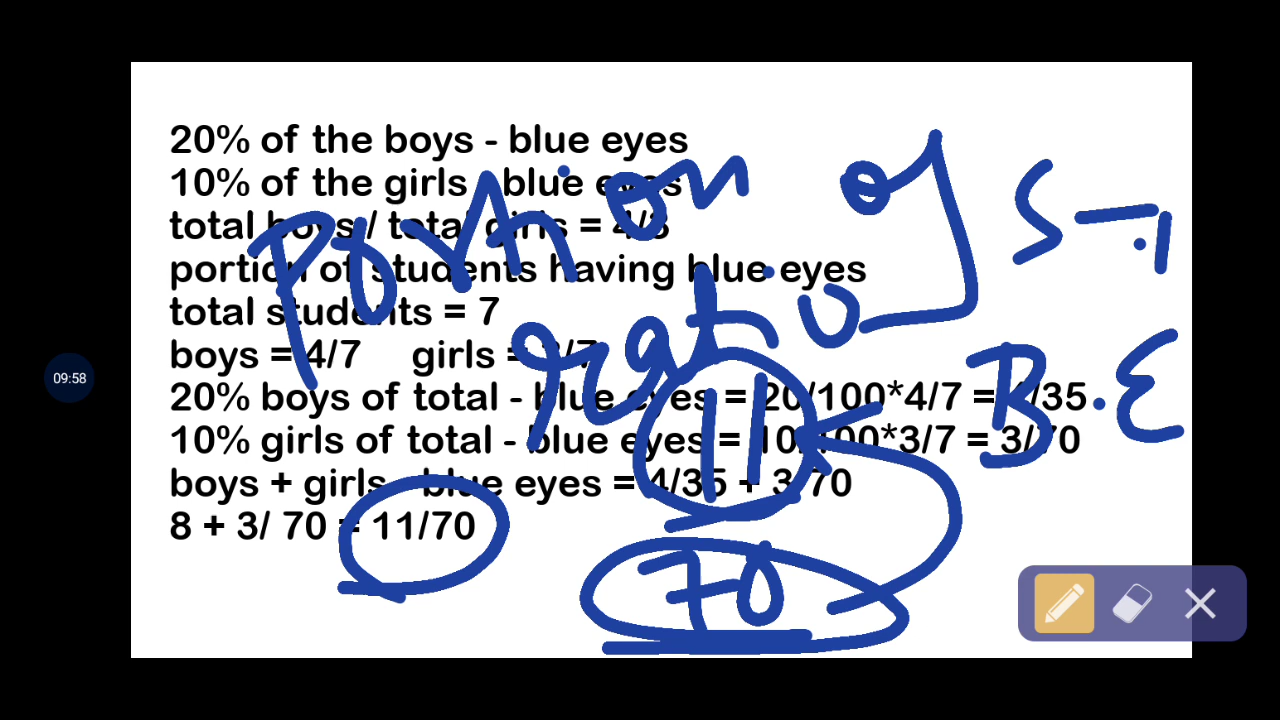 20% of the boys - blue eyes
10% of the girls - blue eyes
total boys / total girls = 4/3
portion of students having blue eyes
total students = 7
boys = 4/7 girls = 3/7
20% boys of total - blue eyes = 20/100*4/7 = 4/35
10% girls of total - blue eyes = 10/100*3/7 = 3/70
boys + girls - blue eyes = 4/35 + 3/70
8 + 3/ 70 = 11/70
Portion of
ratio
B.E
11
70
09:58